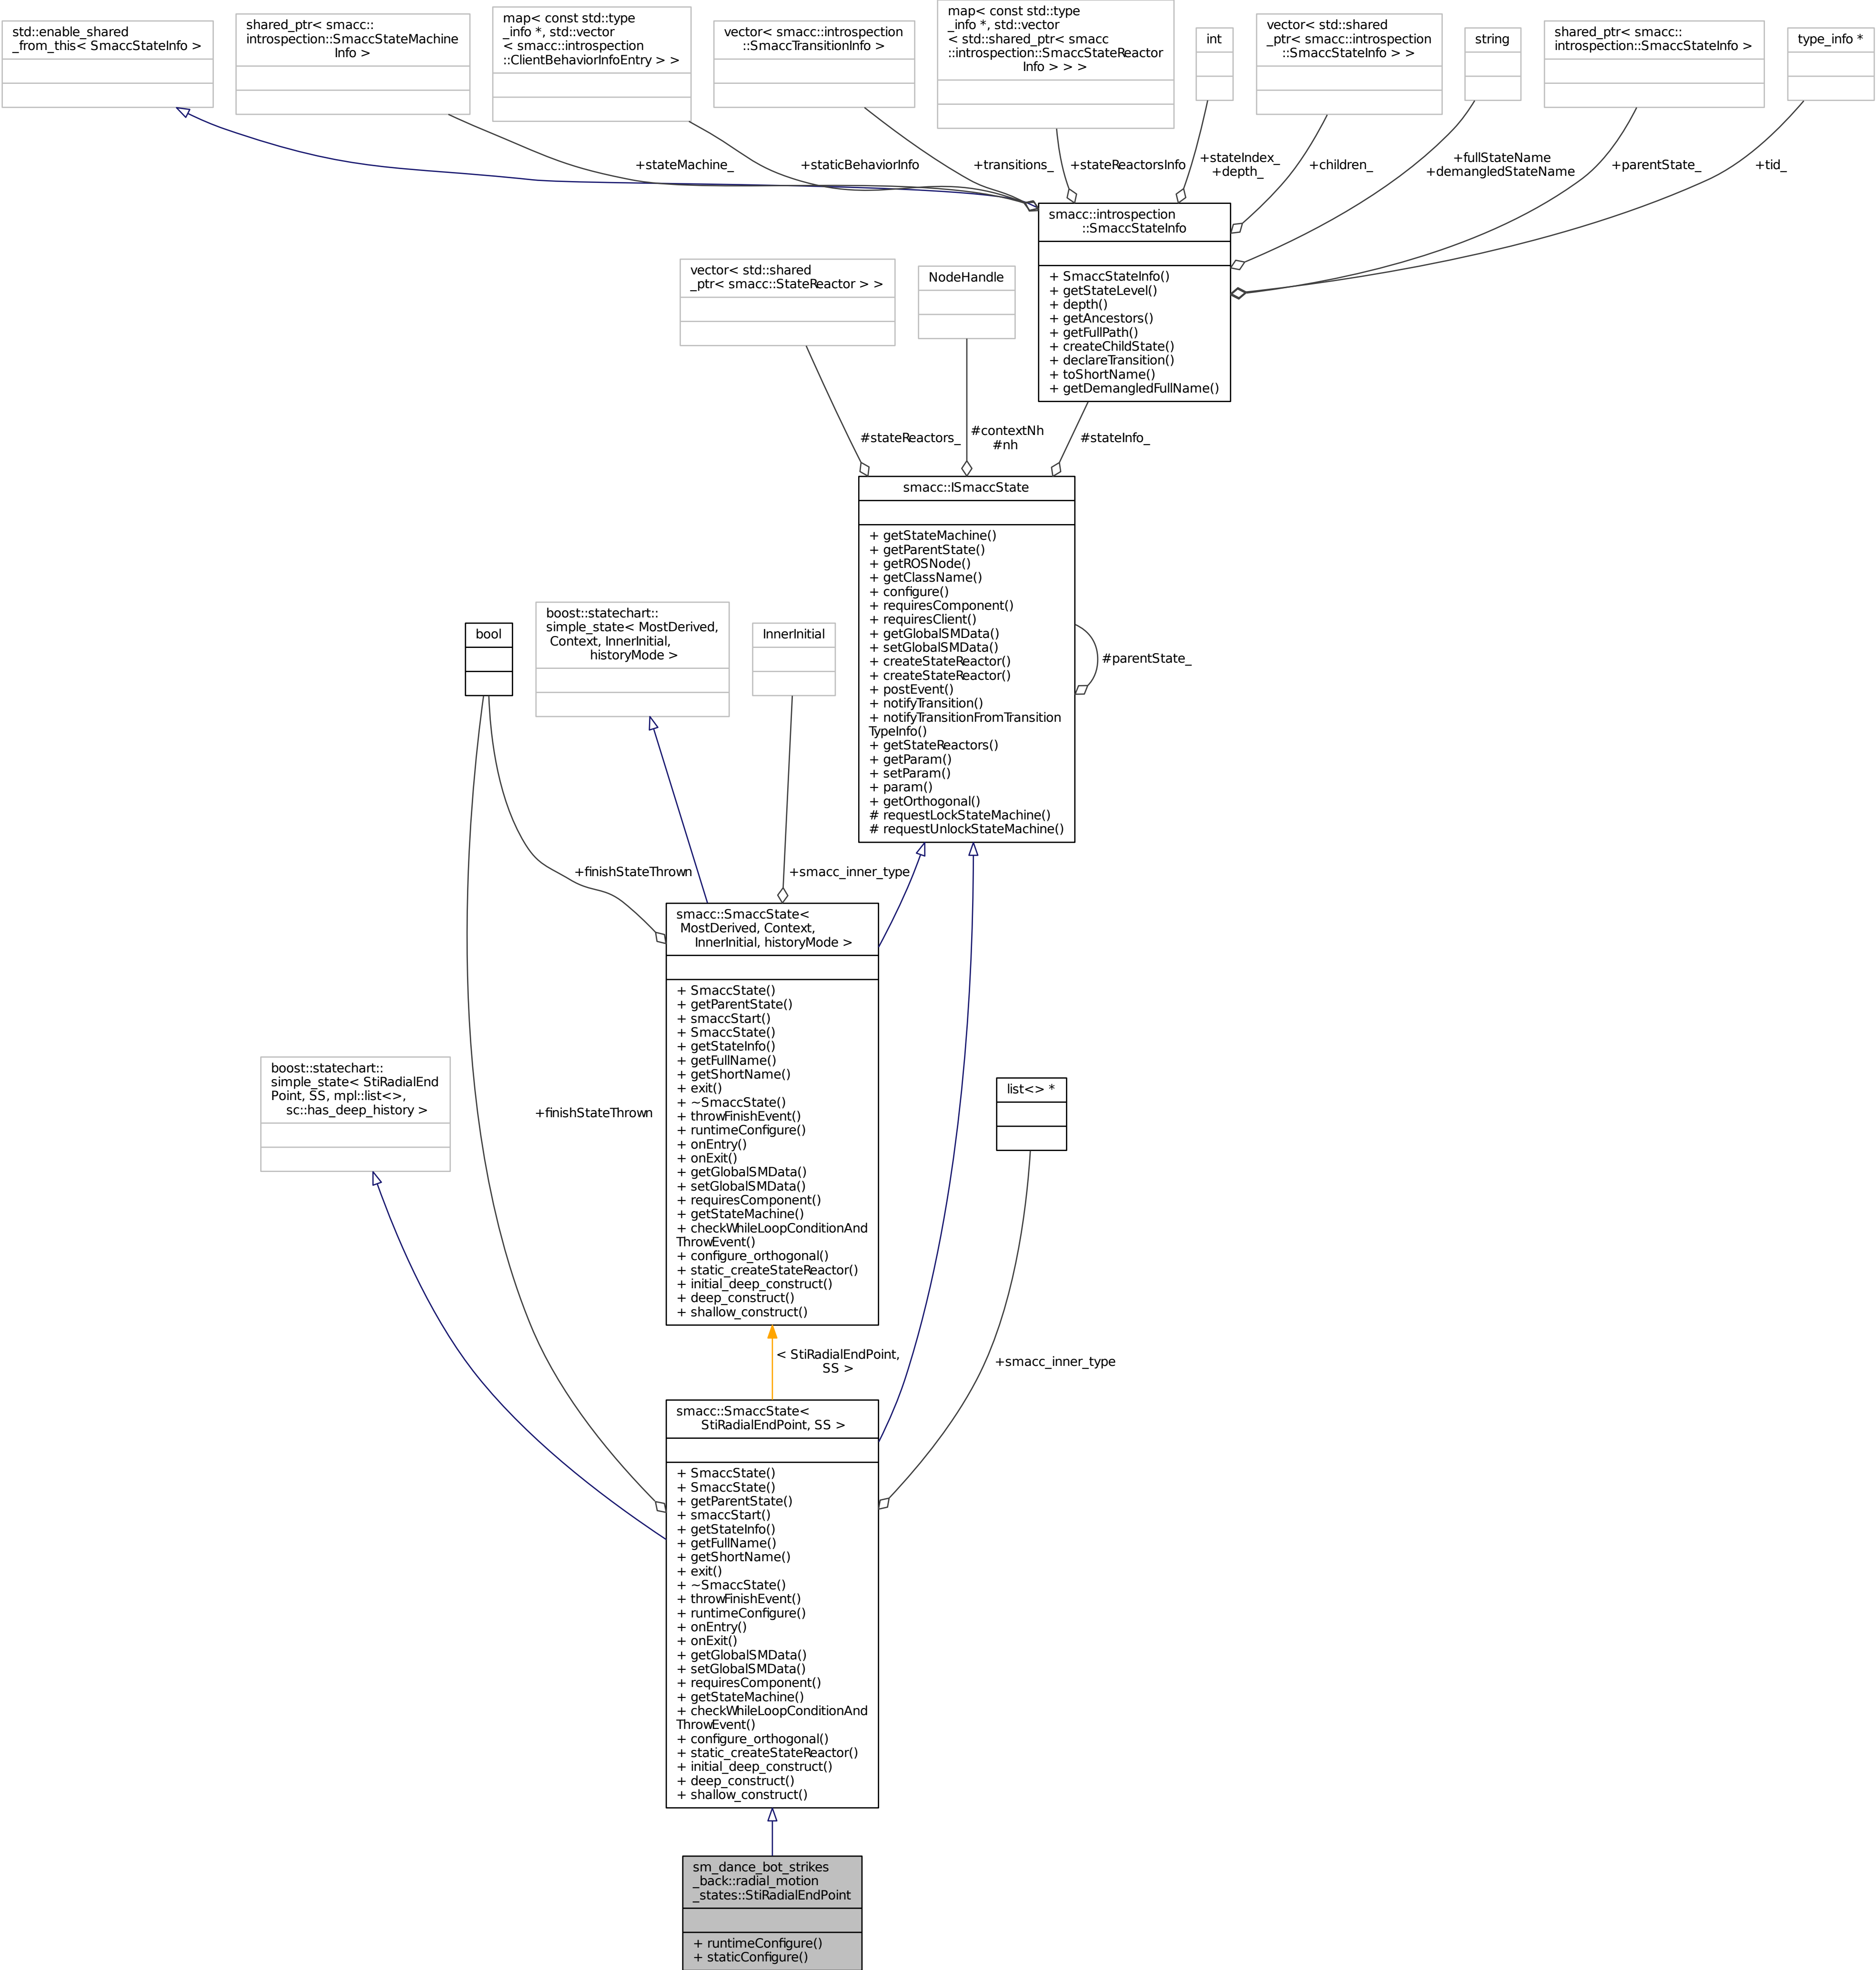 std::enable_shared
_from_this< SmaccStateInfo >
shared_ptr< smacc::
introspection::SmaccStateMachine
Info >
map< const std::type
_info *, std::vector
< smacc::introspection
::ClientBehaviorInfoEntry > >
vector< smacc::introspection
::SmaccTransitionInfo >
map< const std::type
_info *, std::vector
< std::shared_ptr< smacc
::introspection::SmaccStateReactor
Info > > >
int
vector< std::shared
_ptr< smacc::introspection
::SmaccStateInfo > >
string
shared_ptr< smacc::
introspection::SmaccStateInfo >
type_info *
+stateMachine_
+staticBehaviorInfo
+transitions_
+stateReactorsInfo
+stateIndex_
+depth_
+children_
+fullStateName
+demangledStateName
+parentState_
+tid_
smacc::introspection
::SmaccStateInfo
+ SmaccStateInfo()
+ getStateLevel()
+ depth()
+ getAncestors()
+ getFullPath()
+ createChildState()
+ declareTransition()
+ toShortName()
+ getDemangledFullName()
vector< std::shared
_ptr< smacc::StateReactor > >
NodeHandle
#stateReactors_
#contextNh
#nh
#stateInfo_
smacc::ISmaccState
+ getStateMachine()
+ getParentState()
+ getROSNode()
+ getClassName()
+ configure()
+ requiresComponent()
+ requiresClient()
+ getGlobalSMData()
+ setGlobalSMData()
+ createStateReactor()
+ createStateReactor()
+ postEvent()
+ notifyTransition()
+ notifyTransitionFromTransition
TypeInfo()
+ getStateReactors()
+ getParam()
+ setParam()
+ param()
+ getOrthogonal()
# requestLockStateMachine()
# requestUnlockStateMachine()
#parentState_
bool
boost::statechart::
simple_state< MostDerived,
Context, InnerInitial,
historyMode >
InnerInitial
+finishStateThrown
+smacc_inner_type
smacc::SmaccState<
MostDerived, Context,
InnerInitial, historyMode >
+ SmaccState()
+ getParentState()
+ smaccStart()
+ SmaccState()
+ getStateInfo()
+ getFullName()
+ getShortName()
+ exit()
+ ~SmaccState()
+ throwFinishEvent()
+ runtimeConfigure()
+ onEntry()
+ onExit()
+ getGlobalSMData()
+ setGlobalSMData()
+ requiresComponent()
+ getStateMachine()
+ checkWhileLoopConditionAnd
ThrowEvent()
+ configure_orthogonal()
+ static_createStateReactor()
+ initial_deep_construct()
+ deep_construct()
+ shallow_construct()
boost::statechart::
simple_state< StiRadialEnd
Point, SS, mpl::list<>,
sc::has_deep_history >
+finishStateThrown
list<> *
< StiRadialEndPoint,
SS >
+smacc_inner_type
smacc::SmaccState<
StiRadialEndPoint, SS >
+ SmaccState()
+ SmaccState()
+ getParentState()
+ smaccStart()
+ getStateInfo()
+ getFullName()
+ getShortName()
+ exit()
+ ~SmaccState()
+ throwFinishEvent()
+ runtimeConfigure()
+ onEntry()
+ onExit()
+ getGlobalSMData()
+ setGlobalSMData()
+ requiresComponent()
+ getStateMachine()
+ checkWhileLoopConditionAnd
ThrowEvent()
+ configure_orthogonal()
+ static_createStateReactor()
+ initial_deep_construct()
+ deep_construct()
+ shallow_construct()
sm_dance_bot_strikes
_back::radial_motion
_states::StiRadialEndPoint
+ runtimeConfigure()
+ staticConfigure()